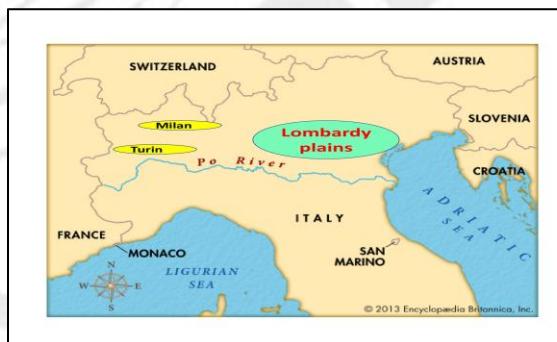 SWITZERLAND
AUSTRIA
Milan
Lombardy
plains
SLOVENIA
Turin
Po River
CROATIA
ITALY
ADRIATIC
SEA
FRANCE
MONACO
SAN
MARINO
LIGURIAN
SEA
N
W
E
S
© 2013 Encyclopædia Britannica, Inc.